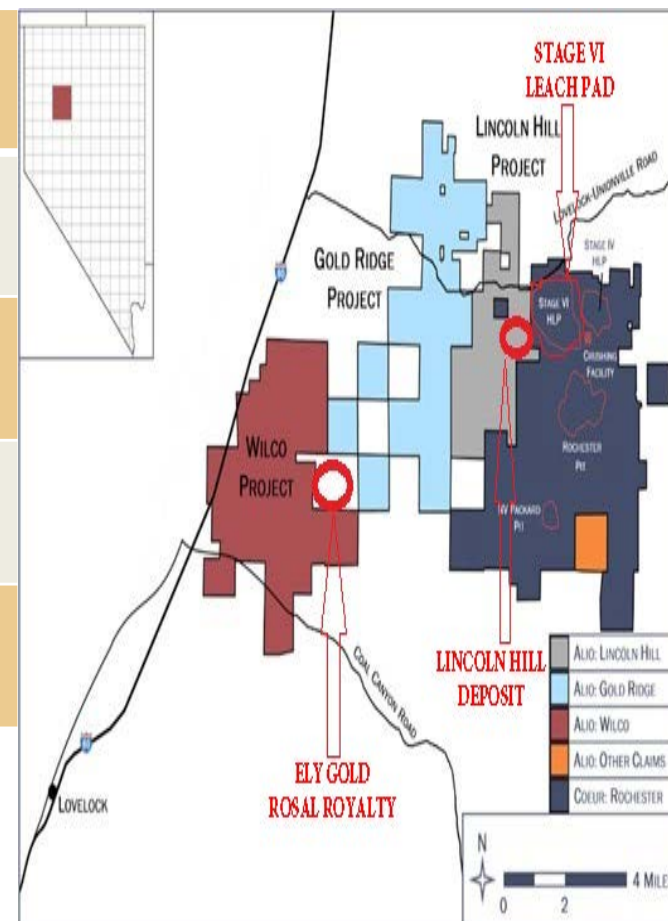 STAGE VI
LEACH PAD
LINCOLN HILL
PROJECT
LOVELOCK-UNIONVILLE ROAD
GOLD RIDGE
PROJECT
STAGE IV
HLP
STAGE VI
HLP
CRUSHING
FACILITY
WILCO
PROJECT
ROCHESTER
PIT
NV PACKARD
PIT
LINCOLN HILL
DEPOSIT
COAL CANYON ROAD
ELY GOLD
ROSAL ROYALTY
LOVELOCK
ALIO: LINCOLN HILL
ALIO: GOLD RIDGE
ALIO: WILCO
ALIO: OTHER CLAIMS
COEUR: ROCHESTER
N
4 MILE
0 2